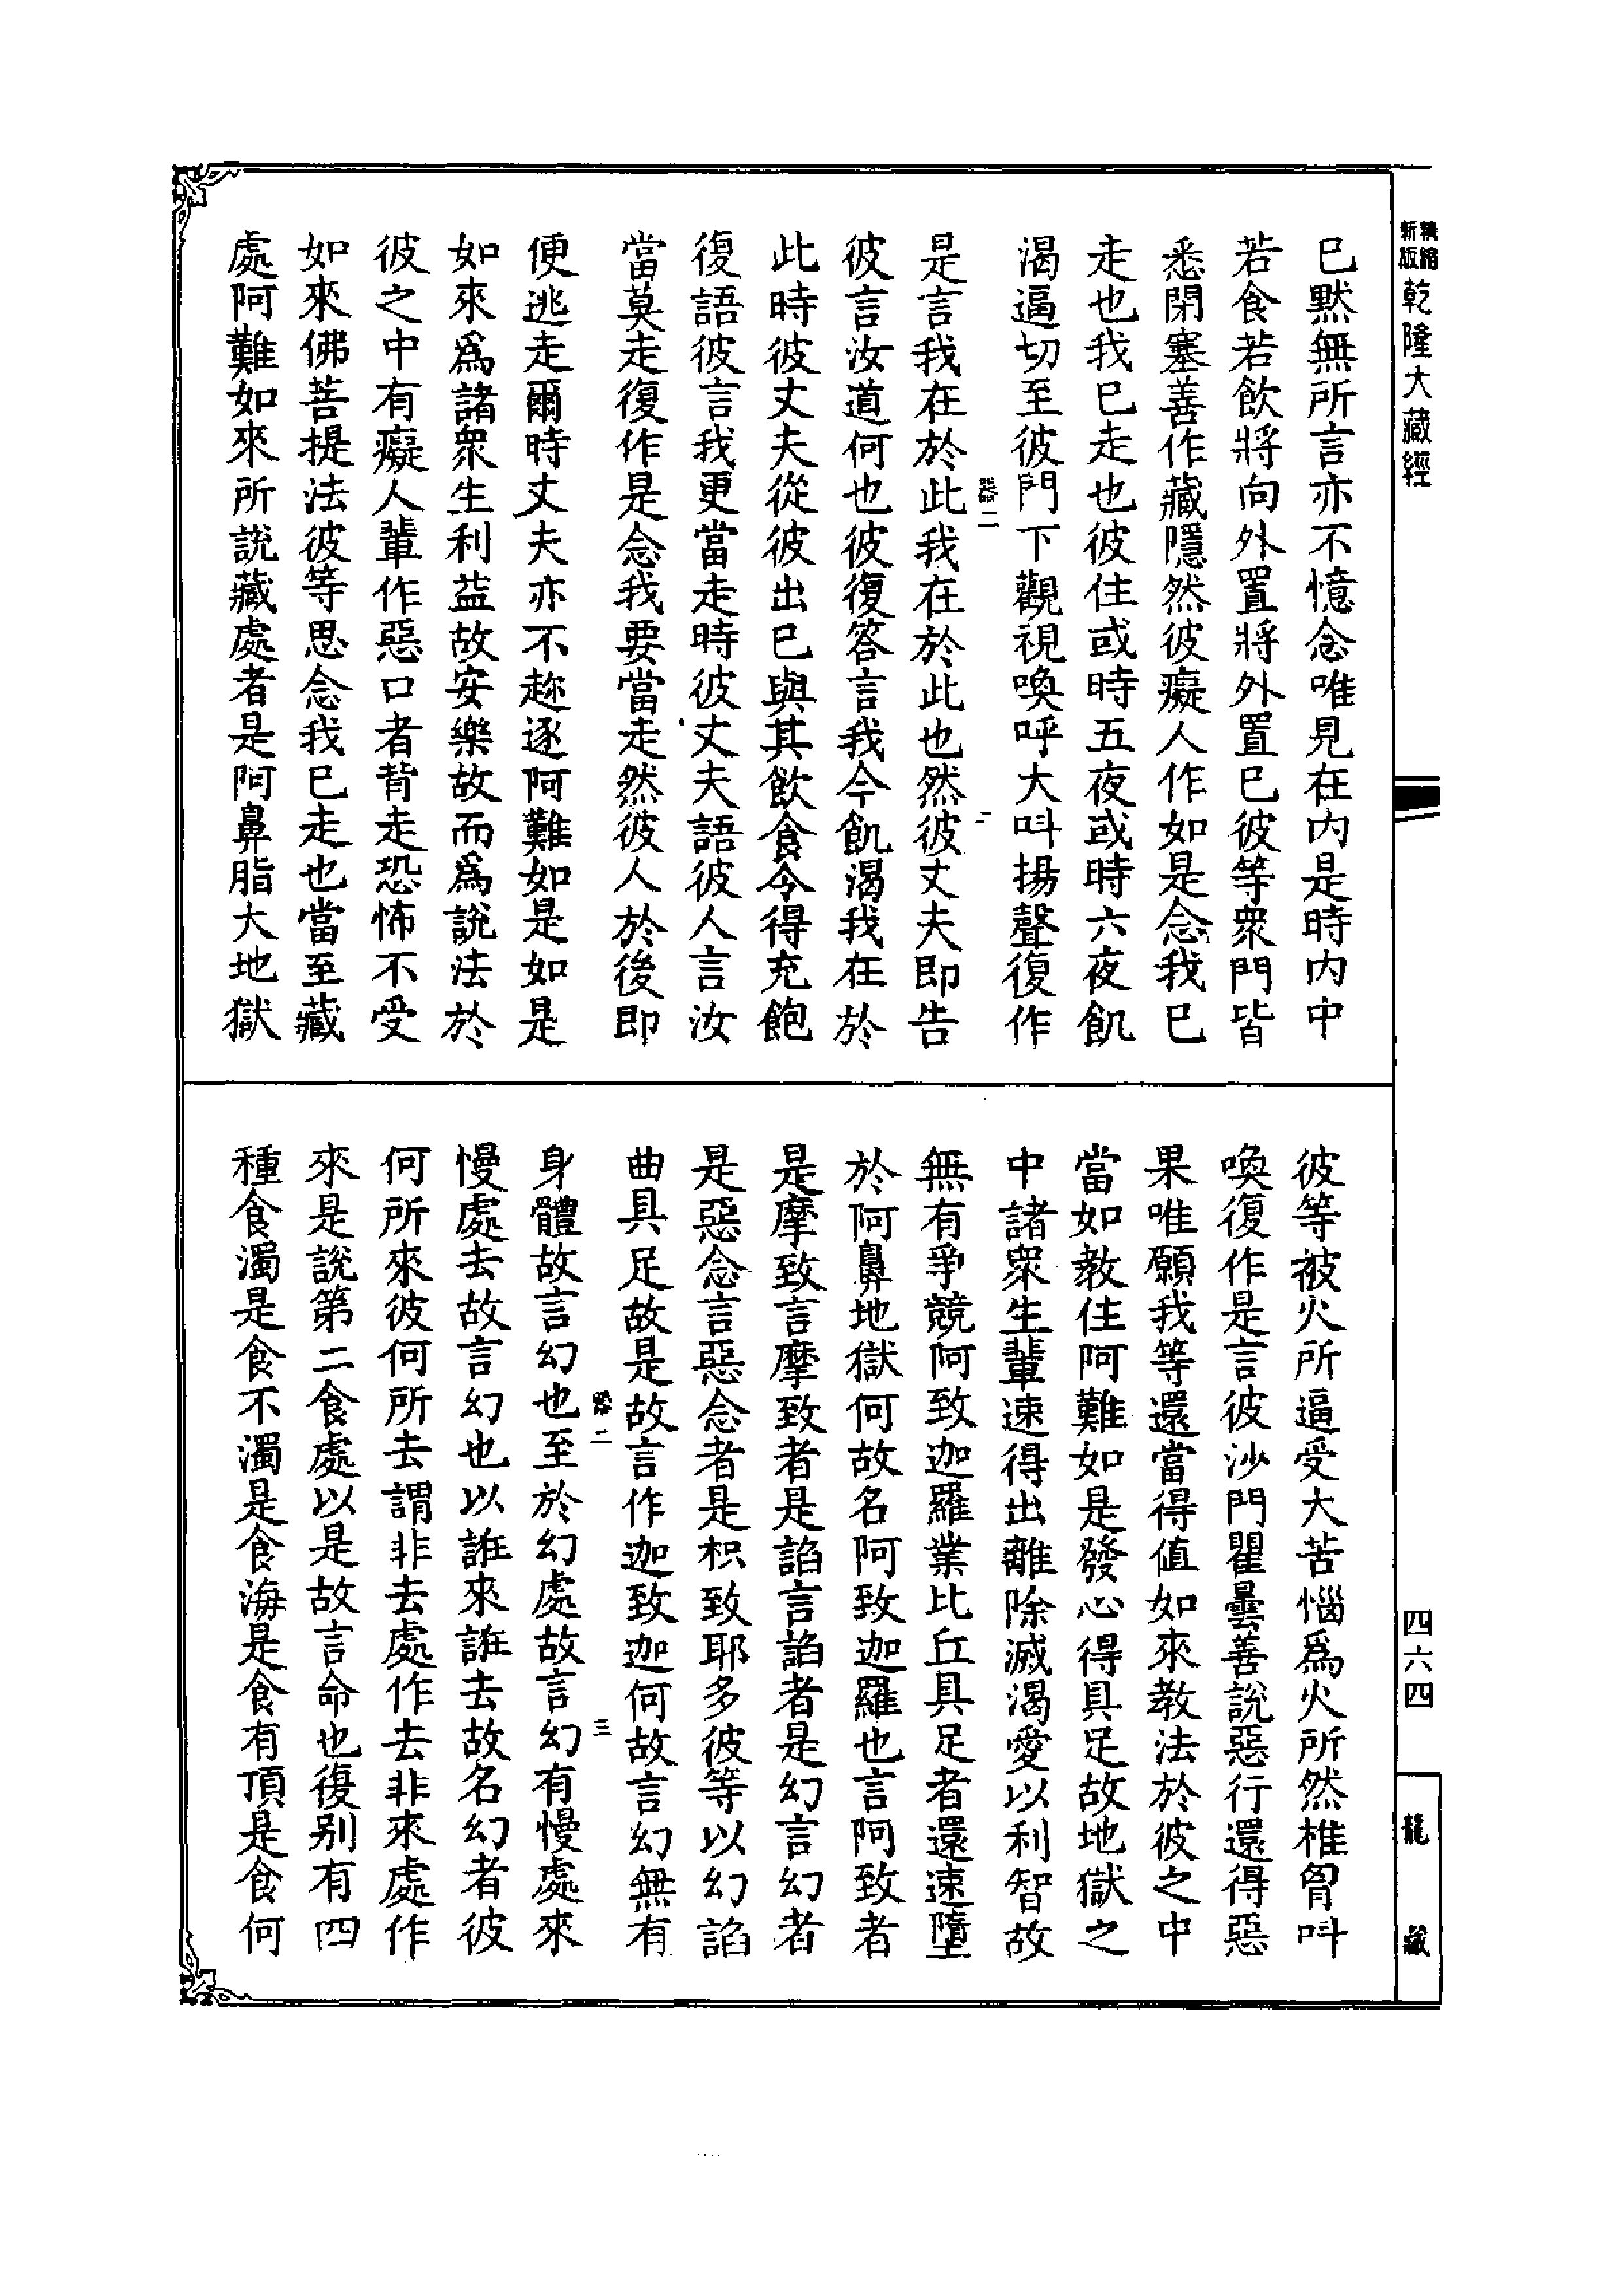 精縮新版乾隆大藏經
已黙無所言亦不憶念唯見在内是時内中
若食若飲將向外置將外置已彼等衆門皆
悉閉塞善作藏隱然彼癡人作如是念我已
走也我已走也彼住或時五夜或時六夜飢
渴逼切至彼門下觀視喚呼大呌揚聲復作
是言我在於此我在於此也然彼丈夫即告
器二
二
彼言汝道何也彼復答言我今飢渴我在於
此時彼丈夫從彼出已與其飲食令得充飽
復語彼言我更當走時彼丈夫語彼人言汝
當莫走復作是念我要當走然彼人於後即
便逃走爾時丈夫亦不趂逐阿難如是如是
如來爲諸衆生利益故安樂故而爲說法於
彼之中有癡人輩作惡口者背走恐怖不受
如來佛菩提法彼等思念我已走也當至藏
處阿難如來所說藏處者是阿鼻脂大地獄
彼等被火所逼受大苦惱爲火所然椎胷呌
喚復作是言彼沙門瞿曇善說惡行還得惡
果唯願我等還當得值如來教法於彼之中
當如教住阿難如是發心得具足故地獄之
中諸衆生輩速得出離除滅渴愛以利智故
無有爭競阿致迦羅業比丘具足者還速墮
於阿鼻地獄何故名阿致迦羅也言阿致者
是摩致言摩致者是諂言諂者是幻言幻者
是惡念言惡念者是枳致耶多彼等以幻諂
曲具足故是故言作迦致迦何故言幻無有
器二
三
身體故言幻也至於幻處故言幻有慢處來
慢處去故言幻也以誰來誰去故名幻者彼
何所來彼何所去謂非去處作去非來處作
來是說第二食處以是故言命也復别有四
種食濁是食不濁是食海是食有頂是食何
四六四
龍藏